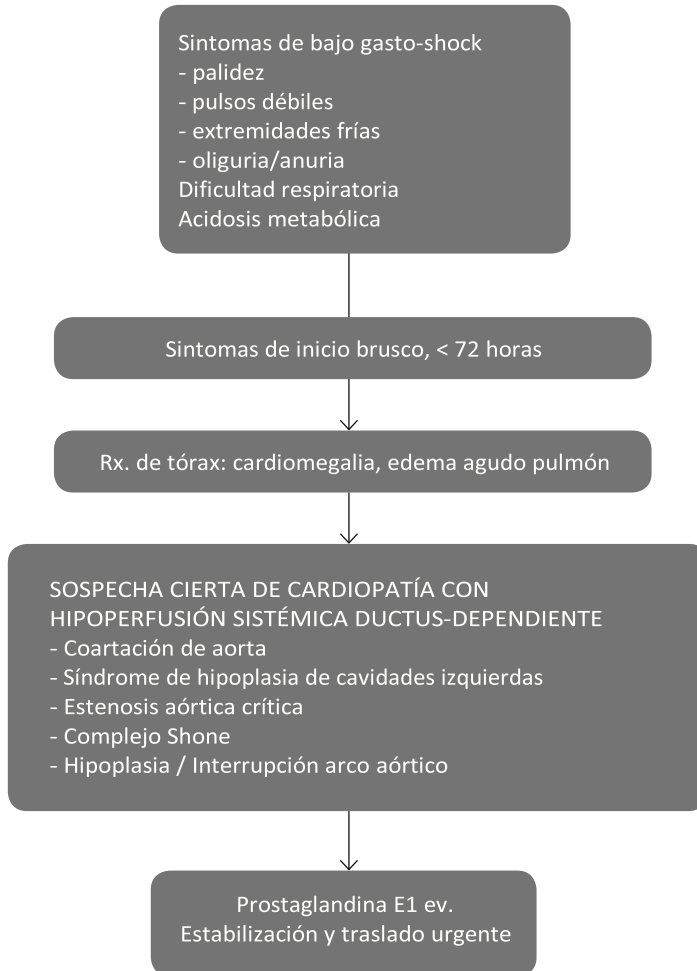 Sintomas de bajo gasto-shock
- palidez
- pulsos débiles
- extremidades frías
- oliguria/anuria
Dificultad respiratoria
Acidosis metabólica
Sintomas de inicio brusco, < 72 horas
Rx. de tórax: cardiomegalia, edema agudo pulmón
SOSPECHA CIERTA DE CARDIOPATÍA CON
HIPOPERFUSIÓN SISTÉMICA DUCTUS-DEPENDIENTE
- Coartación de aorta
- Síndrome de hipoplasia de cavidades izquierdas
- Estenosis aórtica crítica
- Complejo Shone
- Hipoplasia / Interrupción arco aórtico
Prostaglandina E1 ev.
Estabilización y traslado urgente